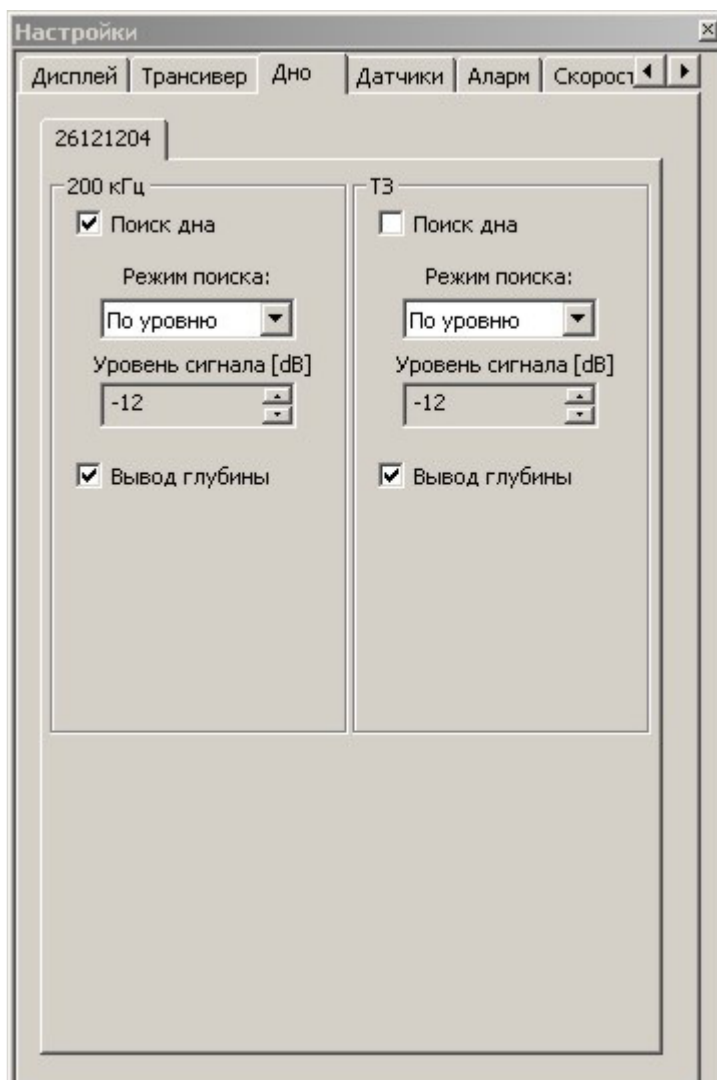 Настройки
Дисплей Трансивер Дно Датчики Аларм Скорост
26121204
200 кГц
Поиск дна
Режим поиска:
По уровню
Уровень сигнала [dB]
-12
Вывод глубины
ТЗ
Поиск дна
Режим поиска:
По уровню
Уровень сигнала [dB]
-12
Вывод глубины